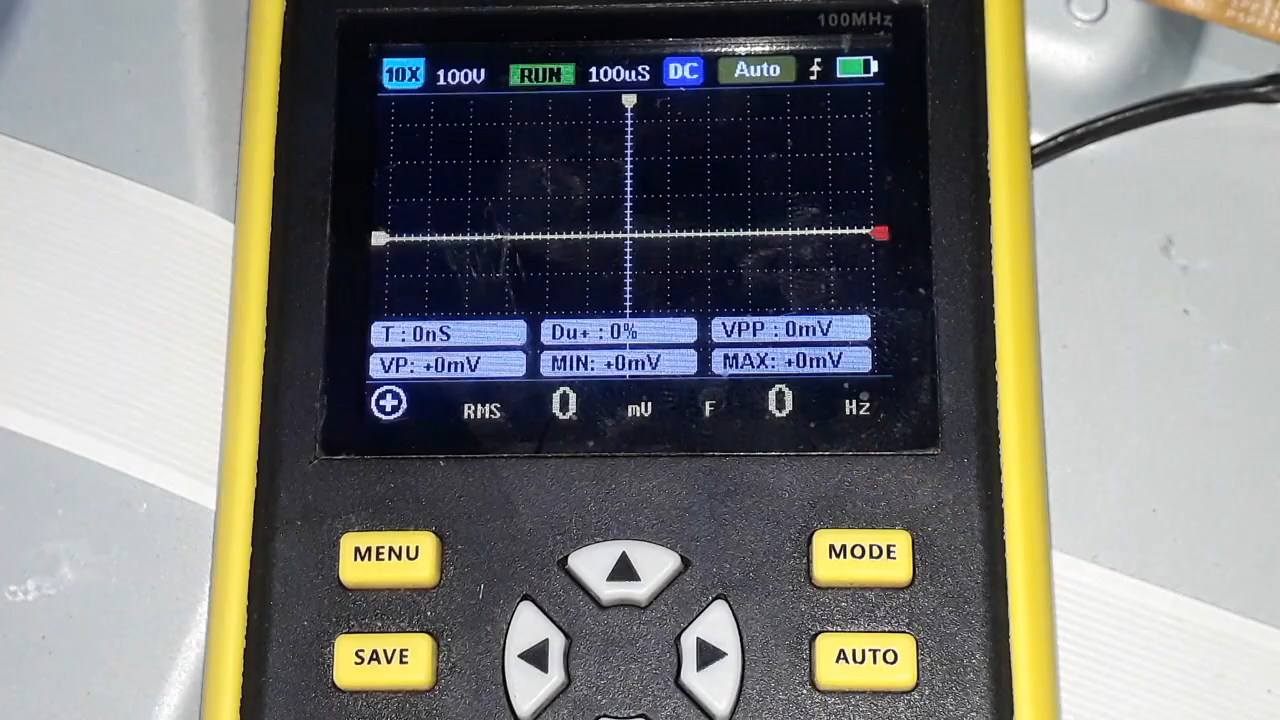 100MHz
10X 100V RUN 100uS DC Auto
T : 0nS Du+ : 0% VPP : 0mV
VP: +0mV MIN: +0mV MAX: +0mV
RMS 0 mV F 0 Hz
MENU MODE
SAVE AUTO